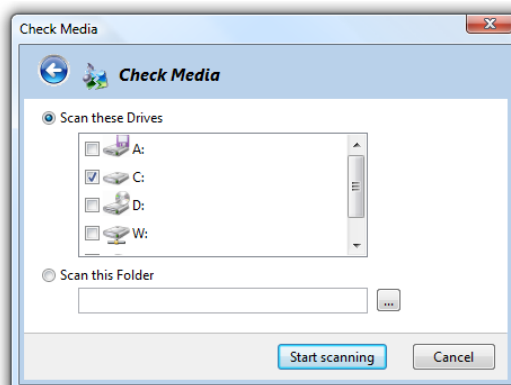 Check Media
Check Media
Scan these Drives
A:
C:
D:
W:
Scan this Folder
...
Start scanning
Cancel